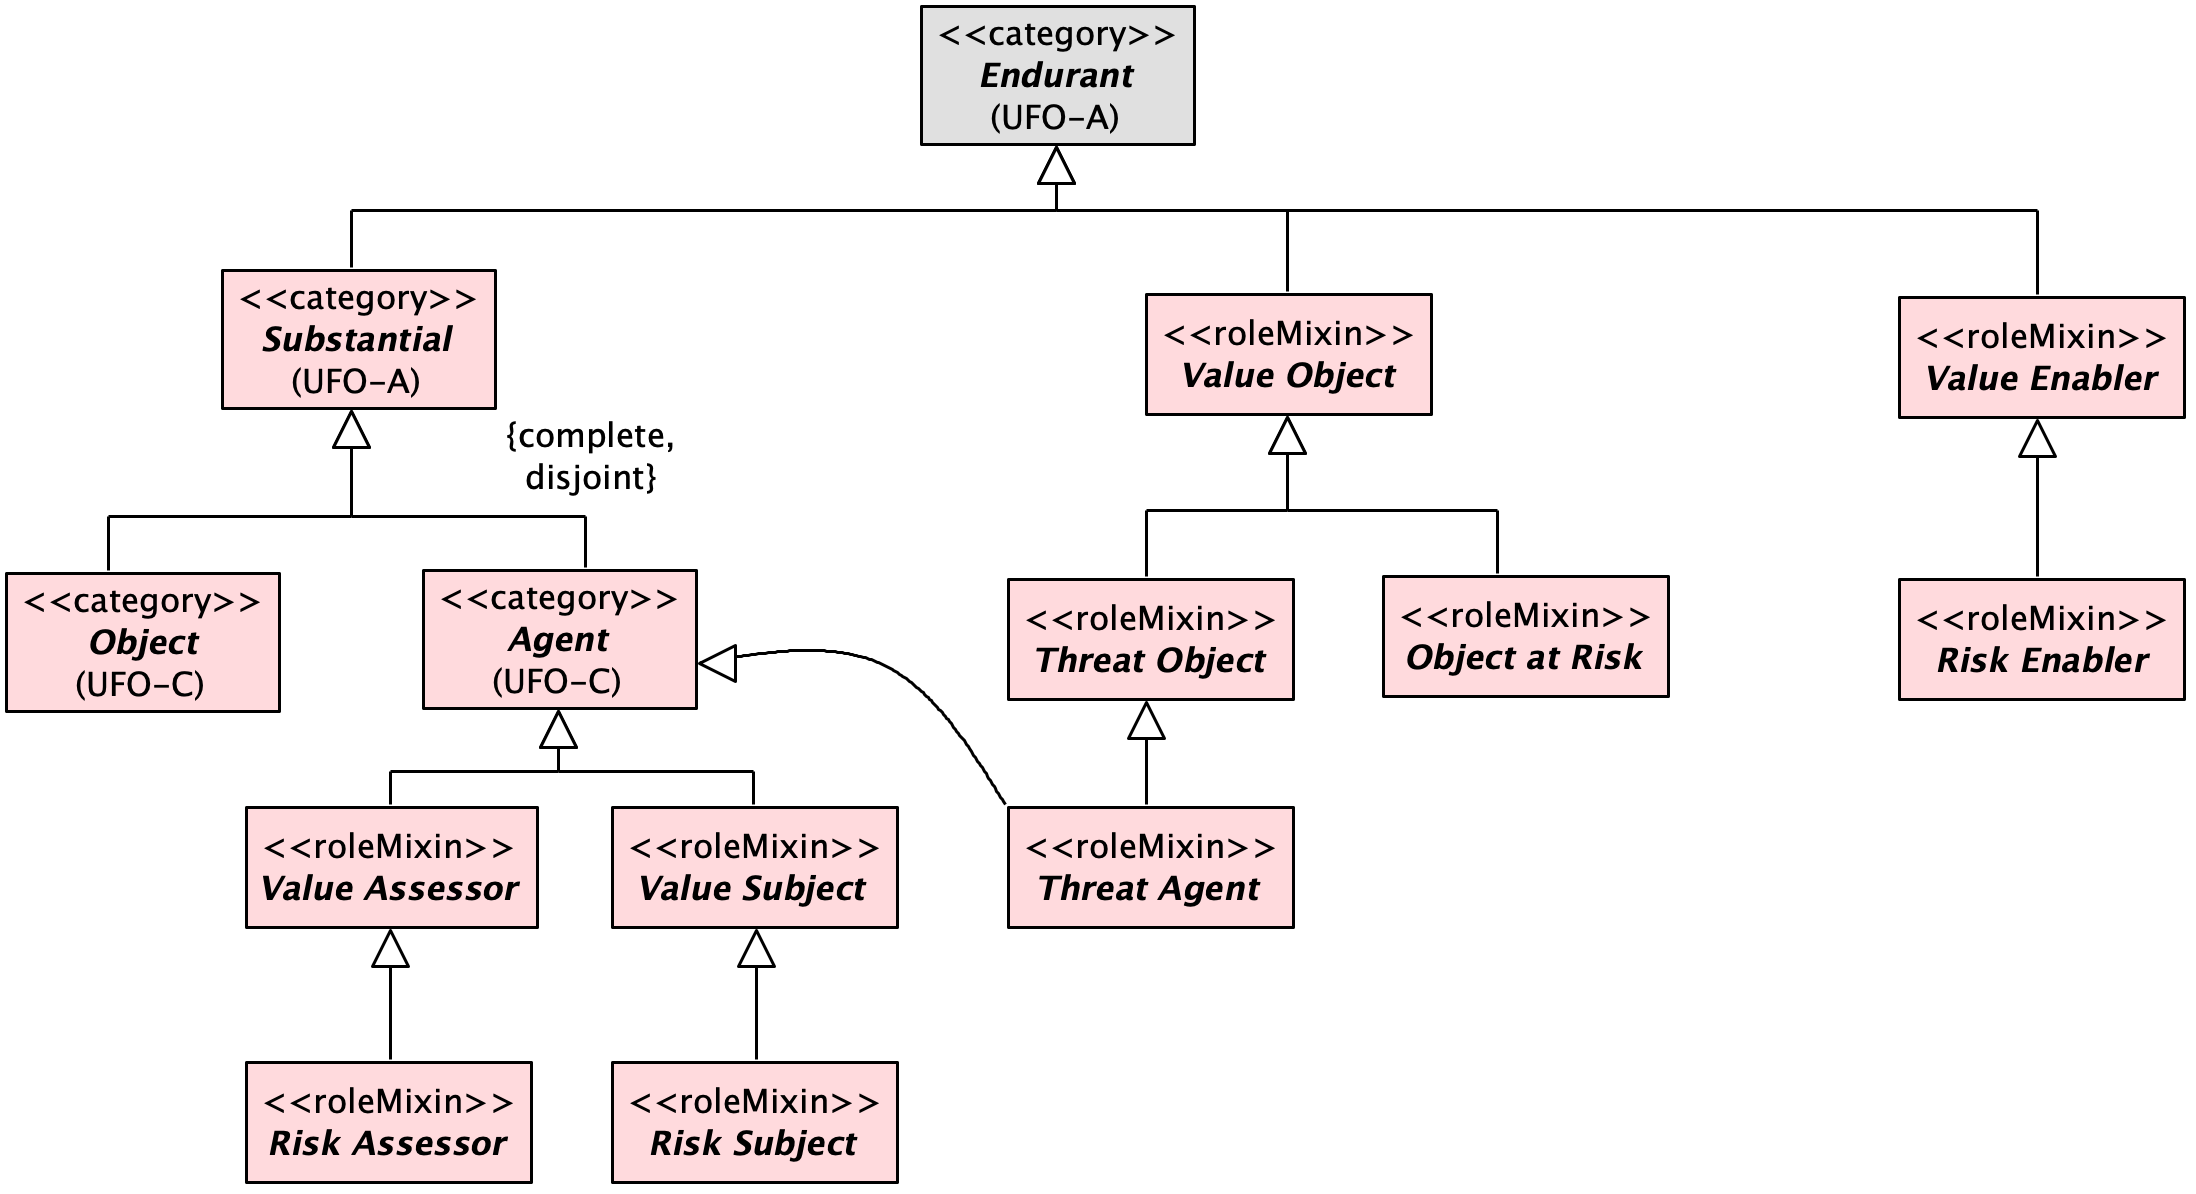 <<category>>
Endurant
(UFO-A)
<<category>>
Substantial
(UFO-A)
<<roleMixin>>
Value Object
<<roleMixin>>
Value Enabler
{complete,
disjoint}
<<category>>
Object
(UFO-C)
<<category>>
Agent
(UFO-C)
<<roleMixin>>
Threat Object
<<roleMixin>>
Object at Risk
<<roleMixin>>
Risk Enabler
<<roleMixin>>
Value Assessor
<<roleMixin>>
Value Subject
<<roleMixin>>
Threat Agent
<<roleMixin>>
Risk Assessor
<<roleMixin>>
Risk Subject